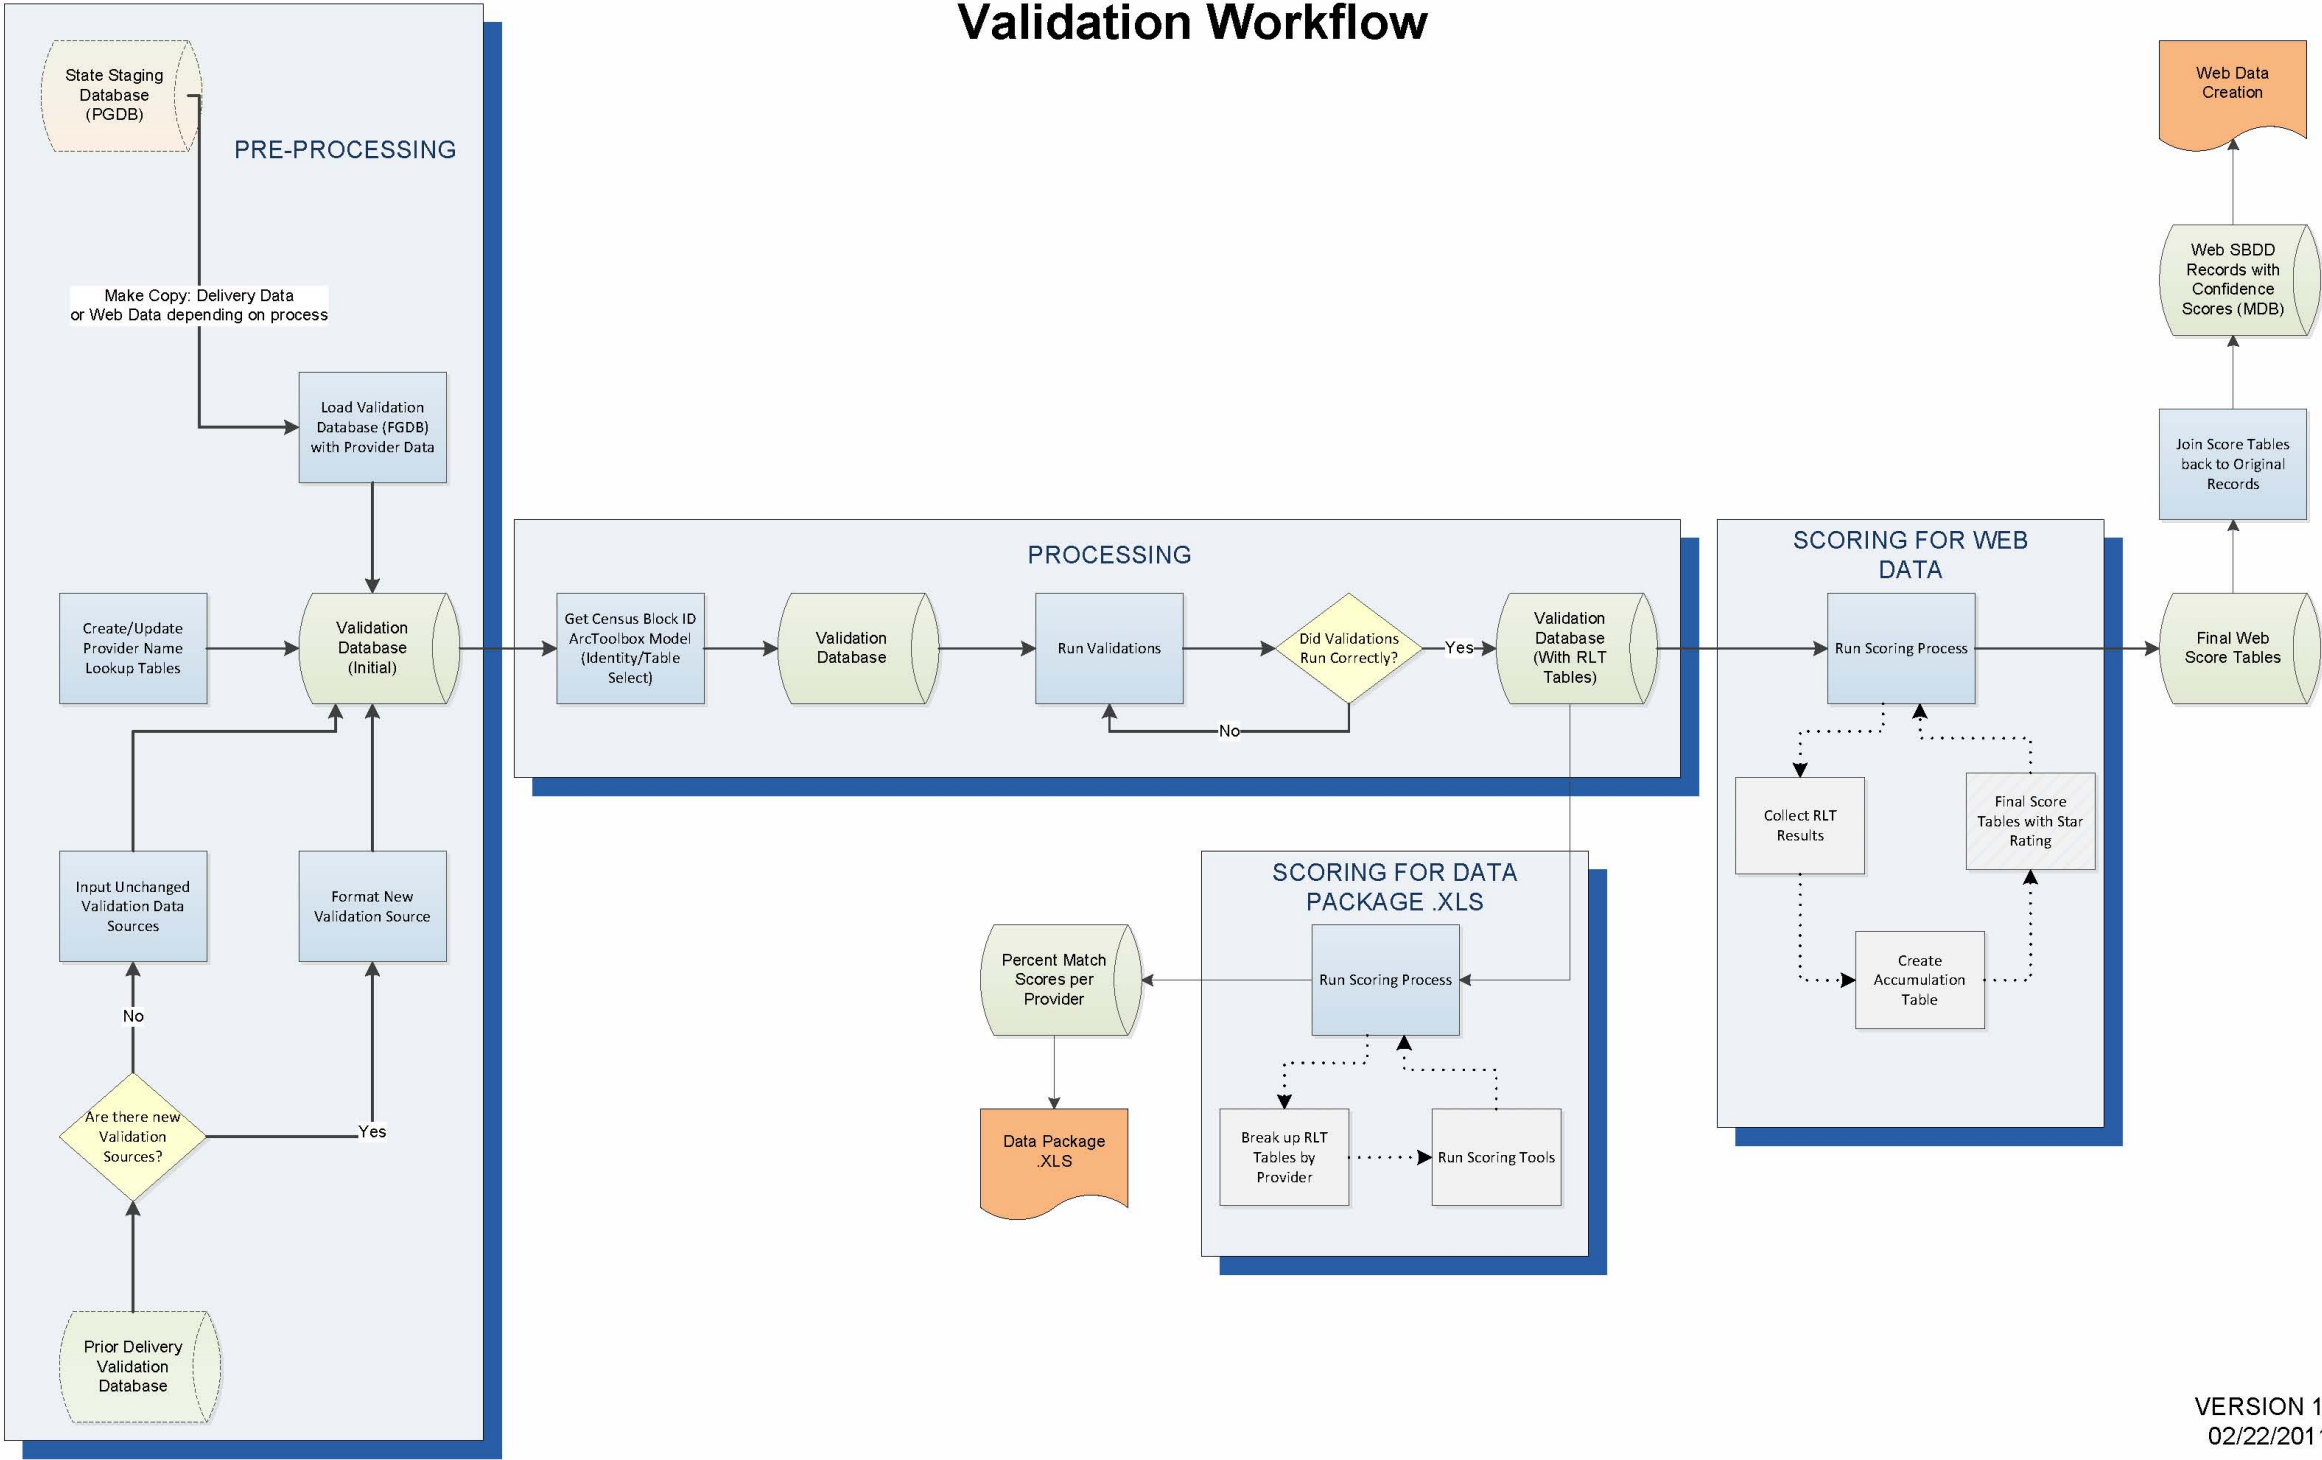 Validation Workflow
State Staging
Database
(PGDB)
PRE-PROCESSING
Make Copy: Delivery Data
or Web Data depending on process
Load Validation
Database (FGDB)
with Provider Data
Create/Update
Provider Name
Lookup Tables
Validation
Database
(Initial)
Input Unchanged
Validation Data
Sources
Format New
Validation Source
No
Are there new
Validation
Sources?
Yes
Prior Delivery
Validation
Database
PROCESSING
Get Census Block ID
ArcToolbox Model
(Identity/Table
Select)
Validation
Database
Run Validations
Did Validations
Run Correctly?
Yes
No
Validation
Database
(With RLT
Tables)
SCORING FOR DATA
PACKAGE .XLS
Run Scoring Process
Percent Match
Scores per
Provider
Data Package
.XLS
Break up RLT
Tables by
Provider
Run Scoring Tools
SCORING FOR WEB
DATA
Run Scoring Process
Collect RLT
Results
Final Score
Tables with Star
Rating
Create
Accumulation
Table
Web Data
Creation
Web SBDD
Records with
Confidence
Scores (MDB)
Join Score Tables
back to Original
Records
Final Web
Score Tables
VERSION 1
02/22/201